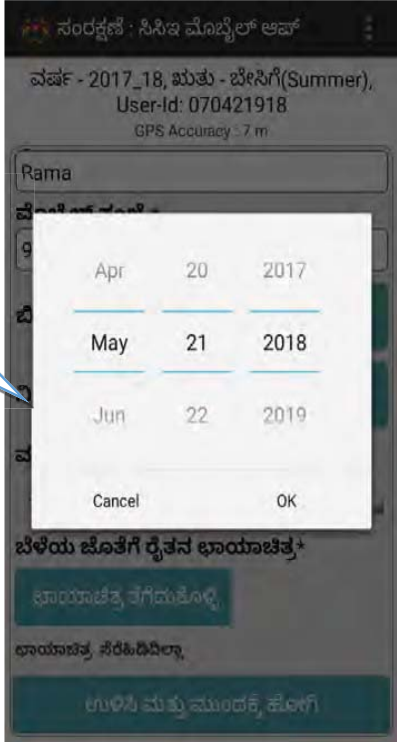 ಸಂರಕ್ಷಣೆ : ಸಿಸಿಇ ಮೊಬೈಲ್ ಆಪ್
ವರ್ಷ - 2017_18, ಋತು - ಬೇಸಿಗೆ(Summer),
User-Id: 070421918
GPS Accuracy : 7 m
Rama
9
Apr 20 2017
May 21 2018
Jun 22 2019
Cancel OK
ಬೆಳೆಯ ಜೊತೆಗೆ ರೈತನ ಛಾಯಾಚಿತ್ರ*
ಛಾಯಾಚಿತ್ರ ತೆಗೆದುಕೊಳ್ಳಿ
ಛಾಯಾಚಿತ್ರ ಸೆರೆಹಿಡಿದಿಲ್ಲಾ
ಉಳಿಸಿ ಮತ್ತು ಮುಂದಕ್ಕೆ ಹೋಗಿ